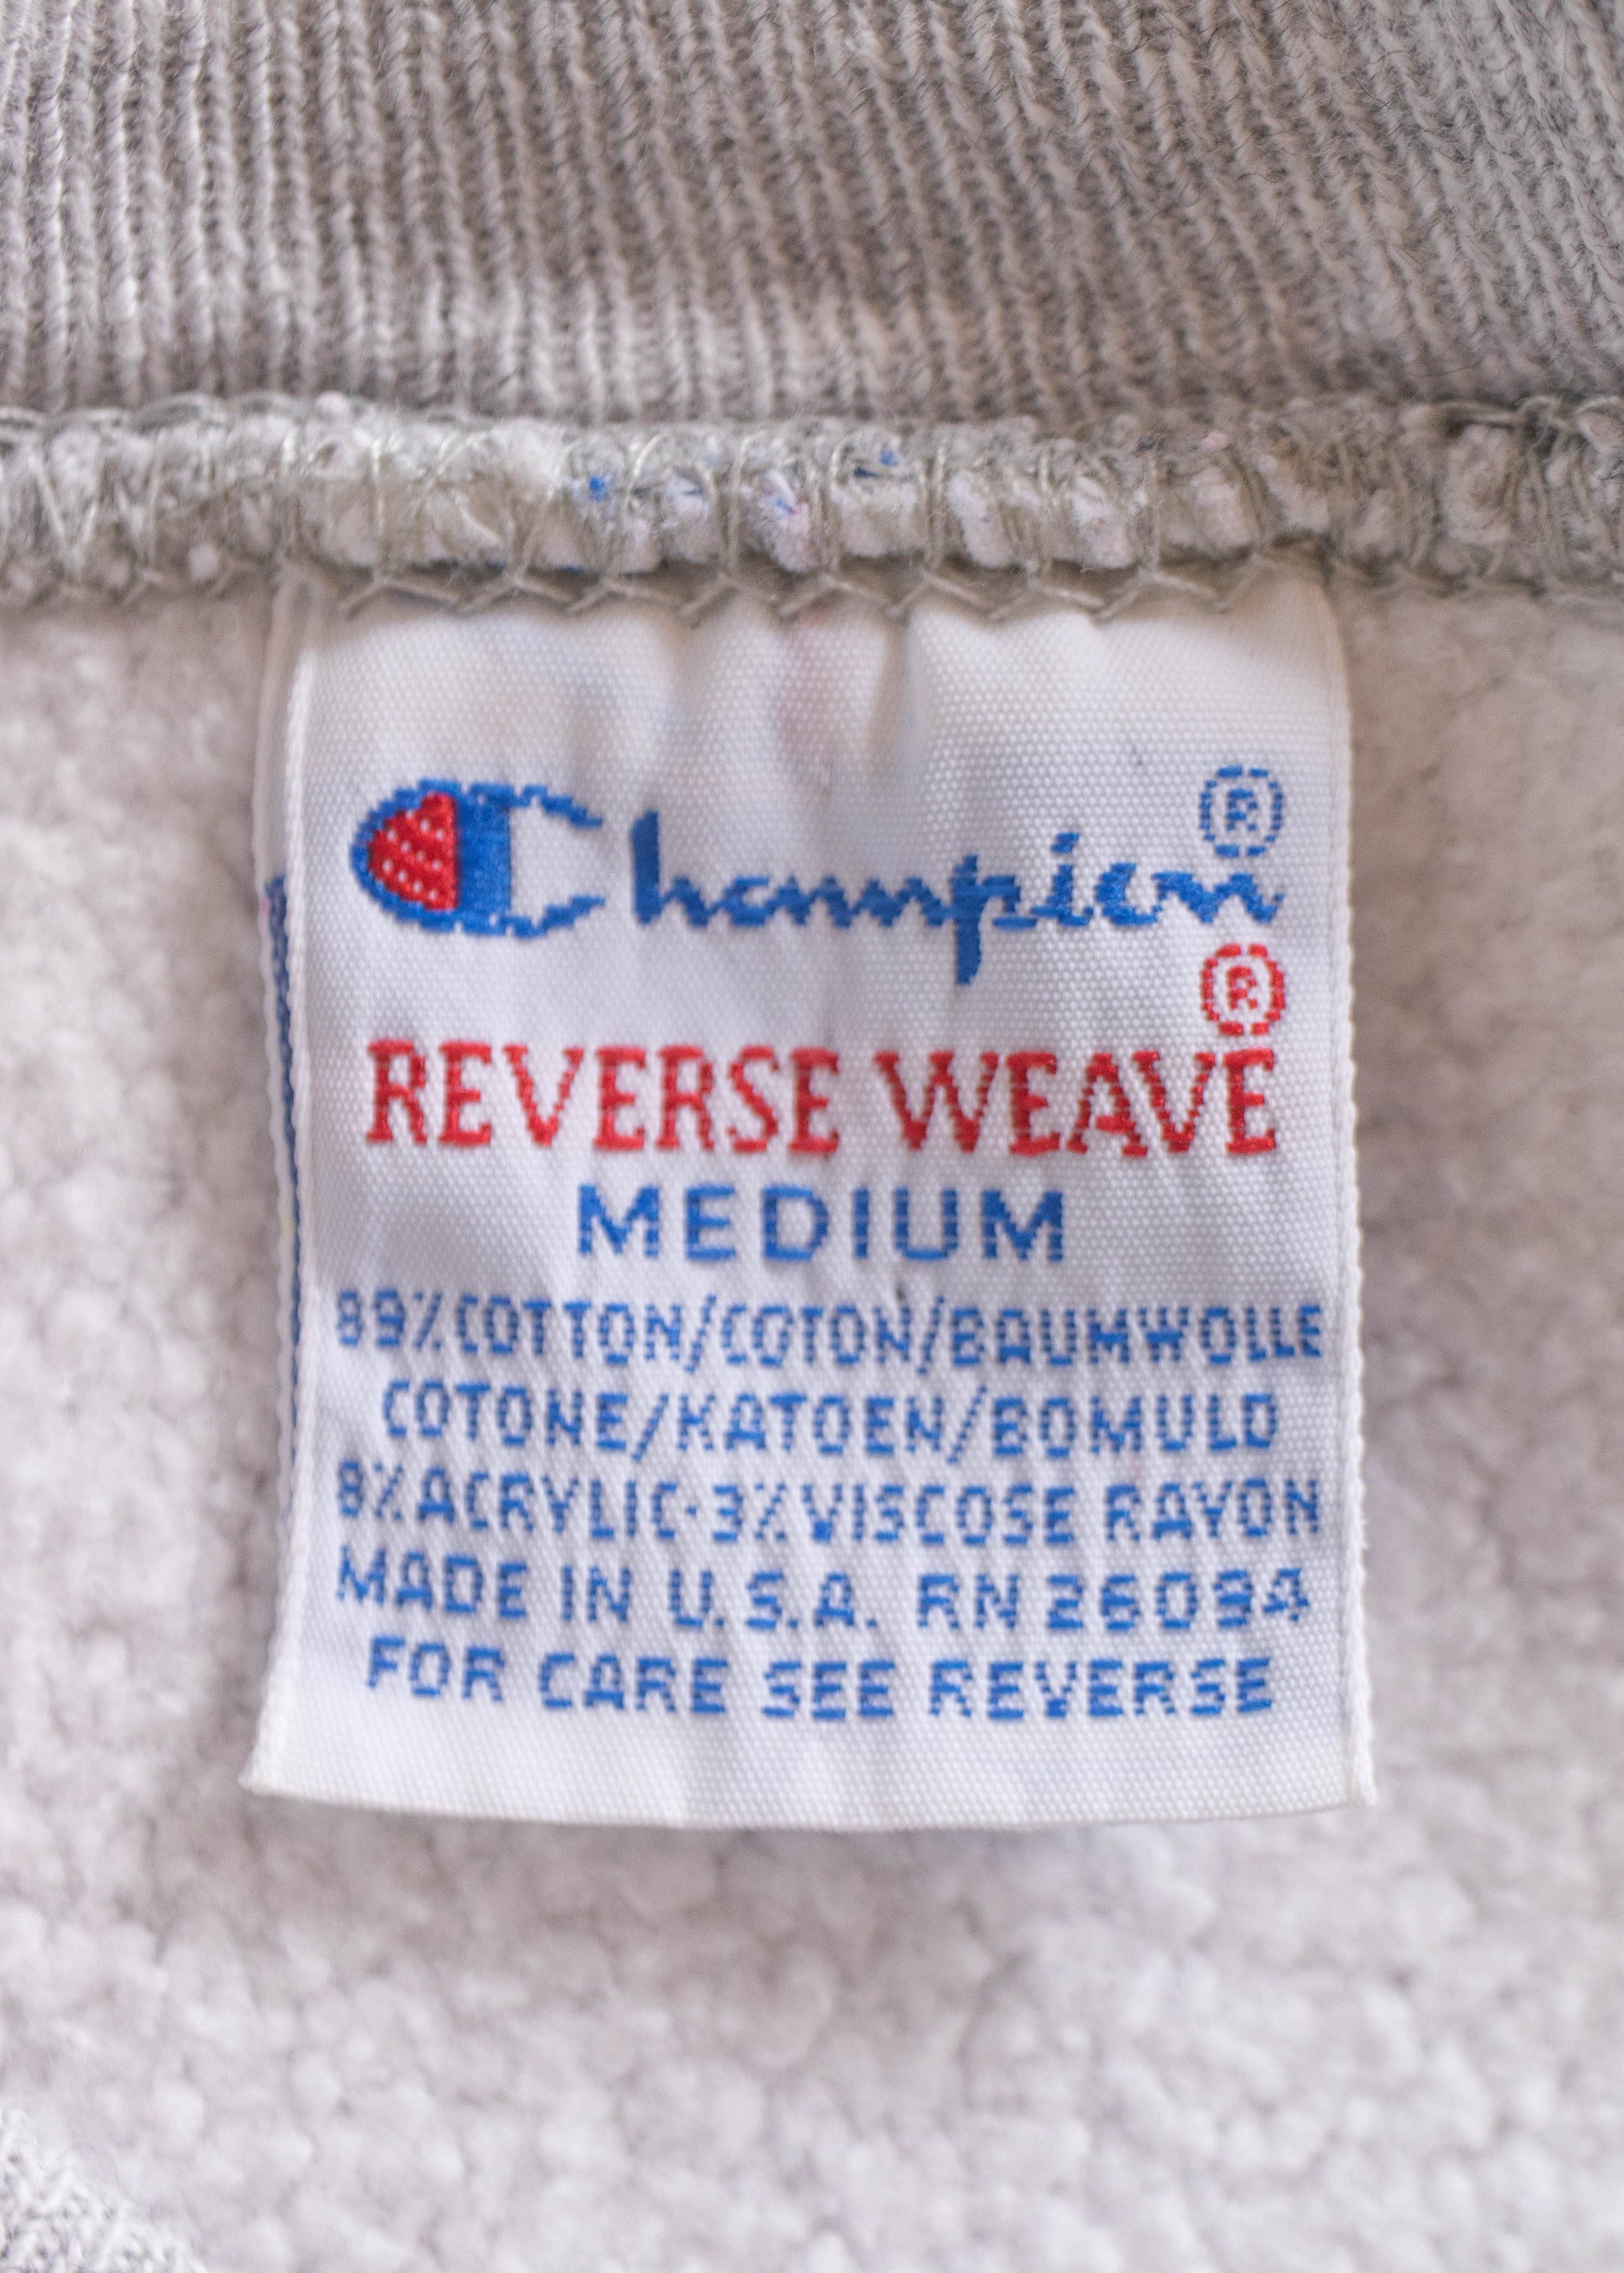 Champion®
®
REVERSE WEAVE
MEDIUM
89%COTTON/COTON/BAUMWOLLE
COTONE/KATOEN/BOMULD
8%ACRYLIC·3%VISCOSE RAYON
MADE IN U.S.A. RN 26094
FOR CARE SEE REVERSE